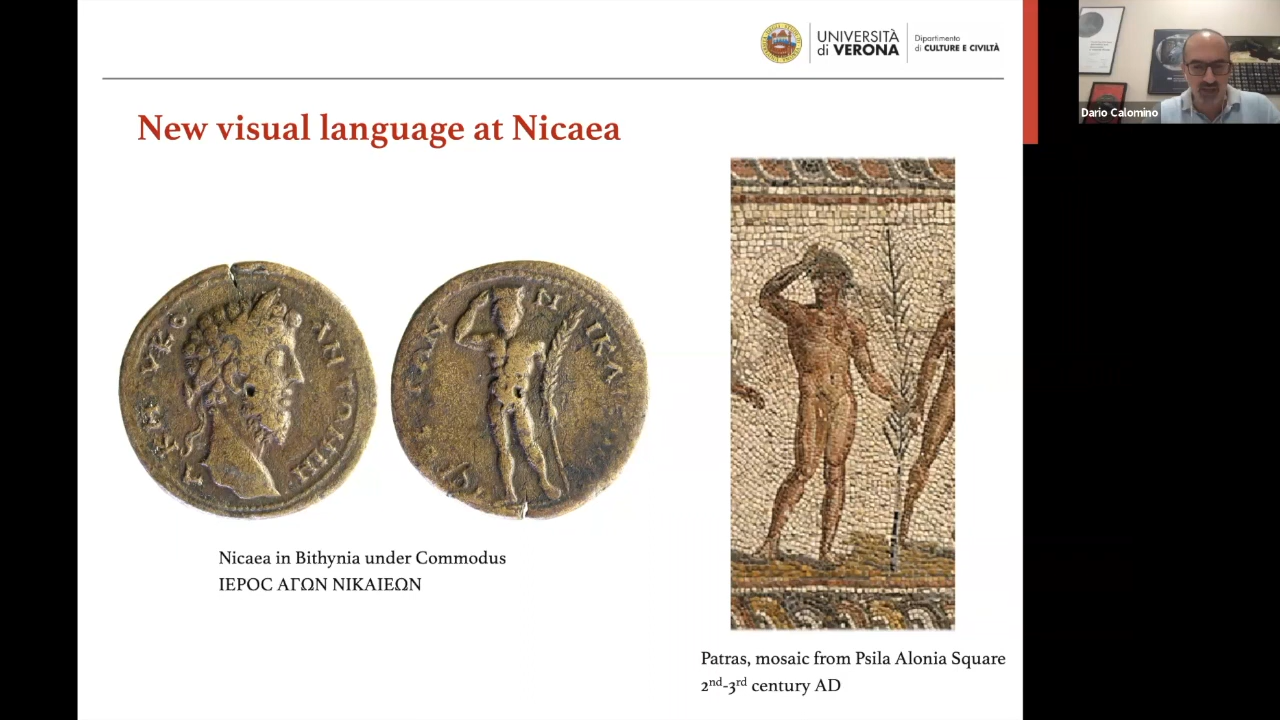 UNIVERSITÀ
di VERONA
Dipartimento
di CULTURE E CIVILTÀ
Dario Calomino
New visual language at Nicaea
Nicaea in Bithynia under Commodus
ΙΕΡΟϹ ΑΓΩΝ ΝΙΚΑΙΕΩΝ
Patras, mosaic from Psila Alonia Square
2nd-3rd century AD